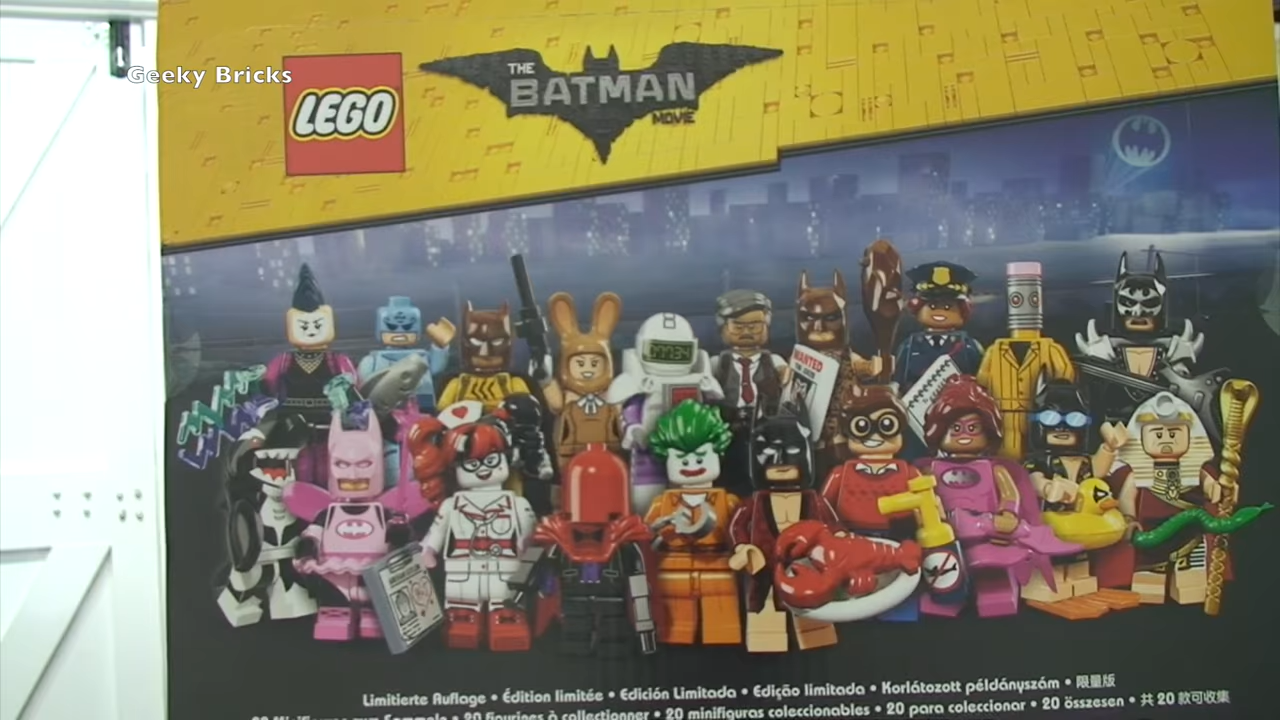 Geeky Bricks
LEGO
THE
BATMAN
MOVIE
WANTED
Limitierte Auflage • Édition limitée • Edición Limitada • Edição limitada • Korlátozott példányszám • 限量版
20 figurines à collectionner • 20 minifiguras coleccionables • 20 para coleccionar • 20 összesen • 共 20 款可收集